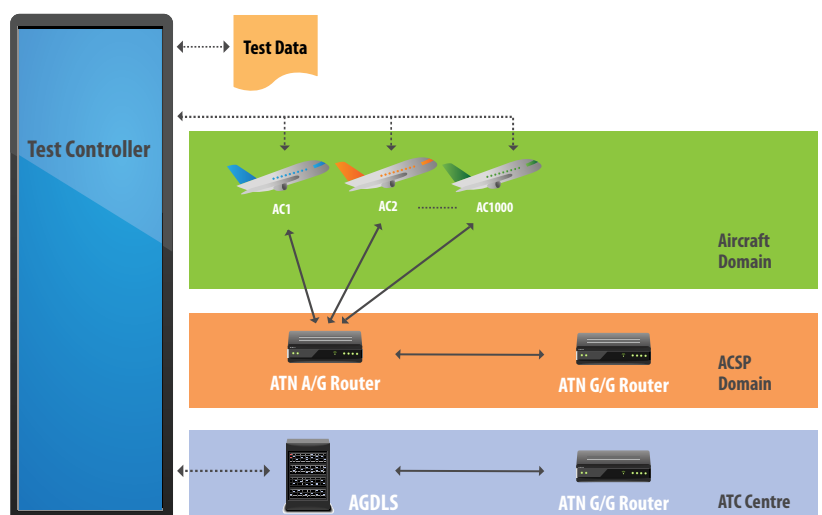 Test Data
Test Controller
AC1
AC2
AC1000
Aircraft
Domain
ATN A/G Router
ATN G/G Router
ACSP
Domain
AGDLS
ATN G/G Router
ATC Centre